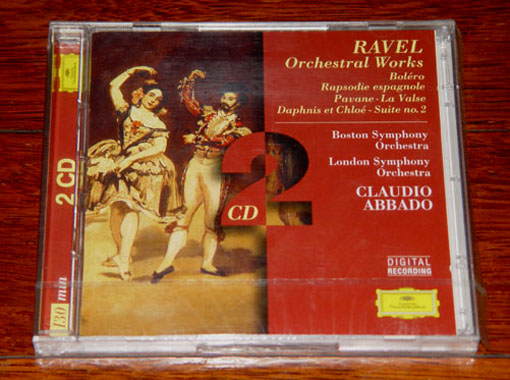 RAVEL
Orchestral Works
Boléro
Rapsodie espagnole
Pavane · La Valse
Daphnis et Chloé - Suite no. 2
Boston Symphony
Orchestra
London Symphony
Orchestra
CLAUDIO
ABBADO
2
CD
DIGITAL
RECORDING
2 CD
130 min